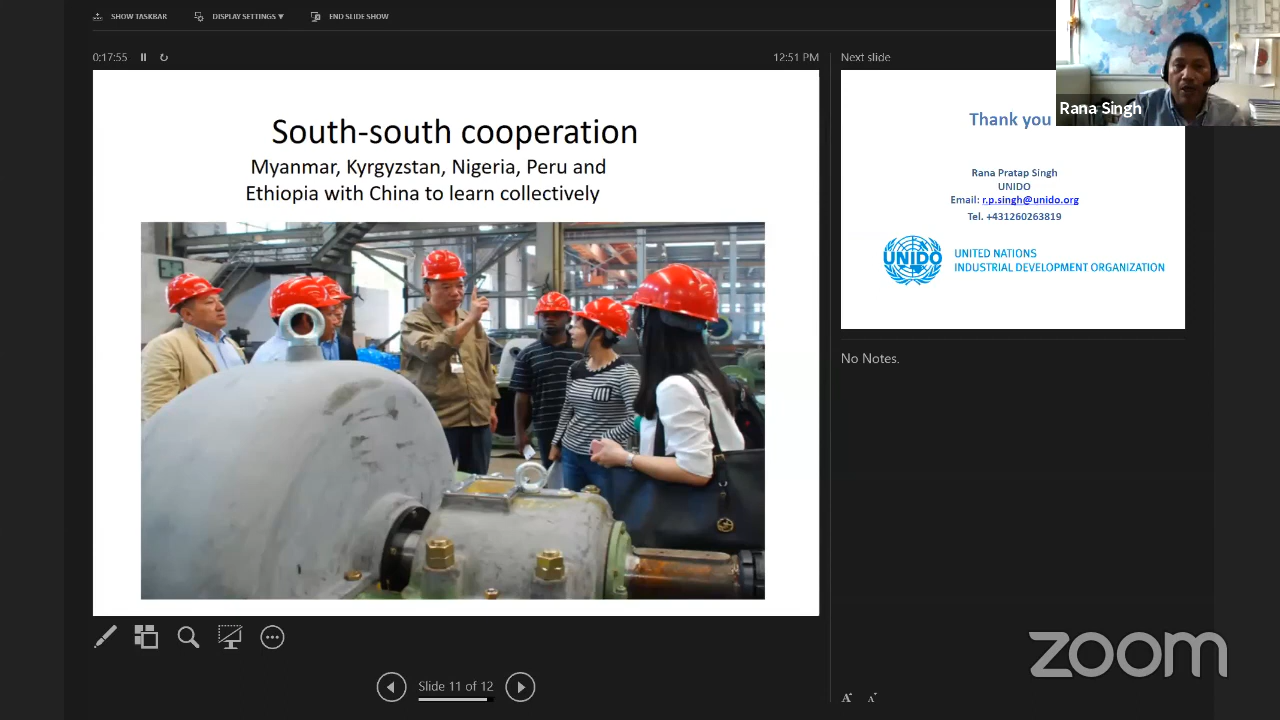 SHOW TASKBAR
DISPLAY SETTINGS ▼
END SLIDE SHOW
0:17:55
12:51 PM
South-south cooperation
Myanmar, Kyrgyzstan, Nigeria, Peru and
Ethiopia with China to learn collectively
Slide 11 of 12
Next slide
Thank you
Rana Pratap Singh
UNIDO
Email: r.p.singh@unido.org
Tel. +431260263819
UNIDO
UNITED NATIONS
INDUSTRIAL DEVELOPMENT ORGANIZATION
No Notes.
A A
Rana Singh
zoom